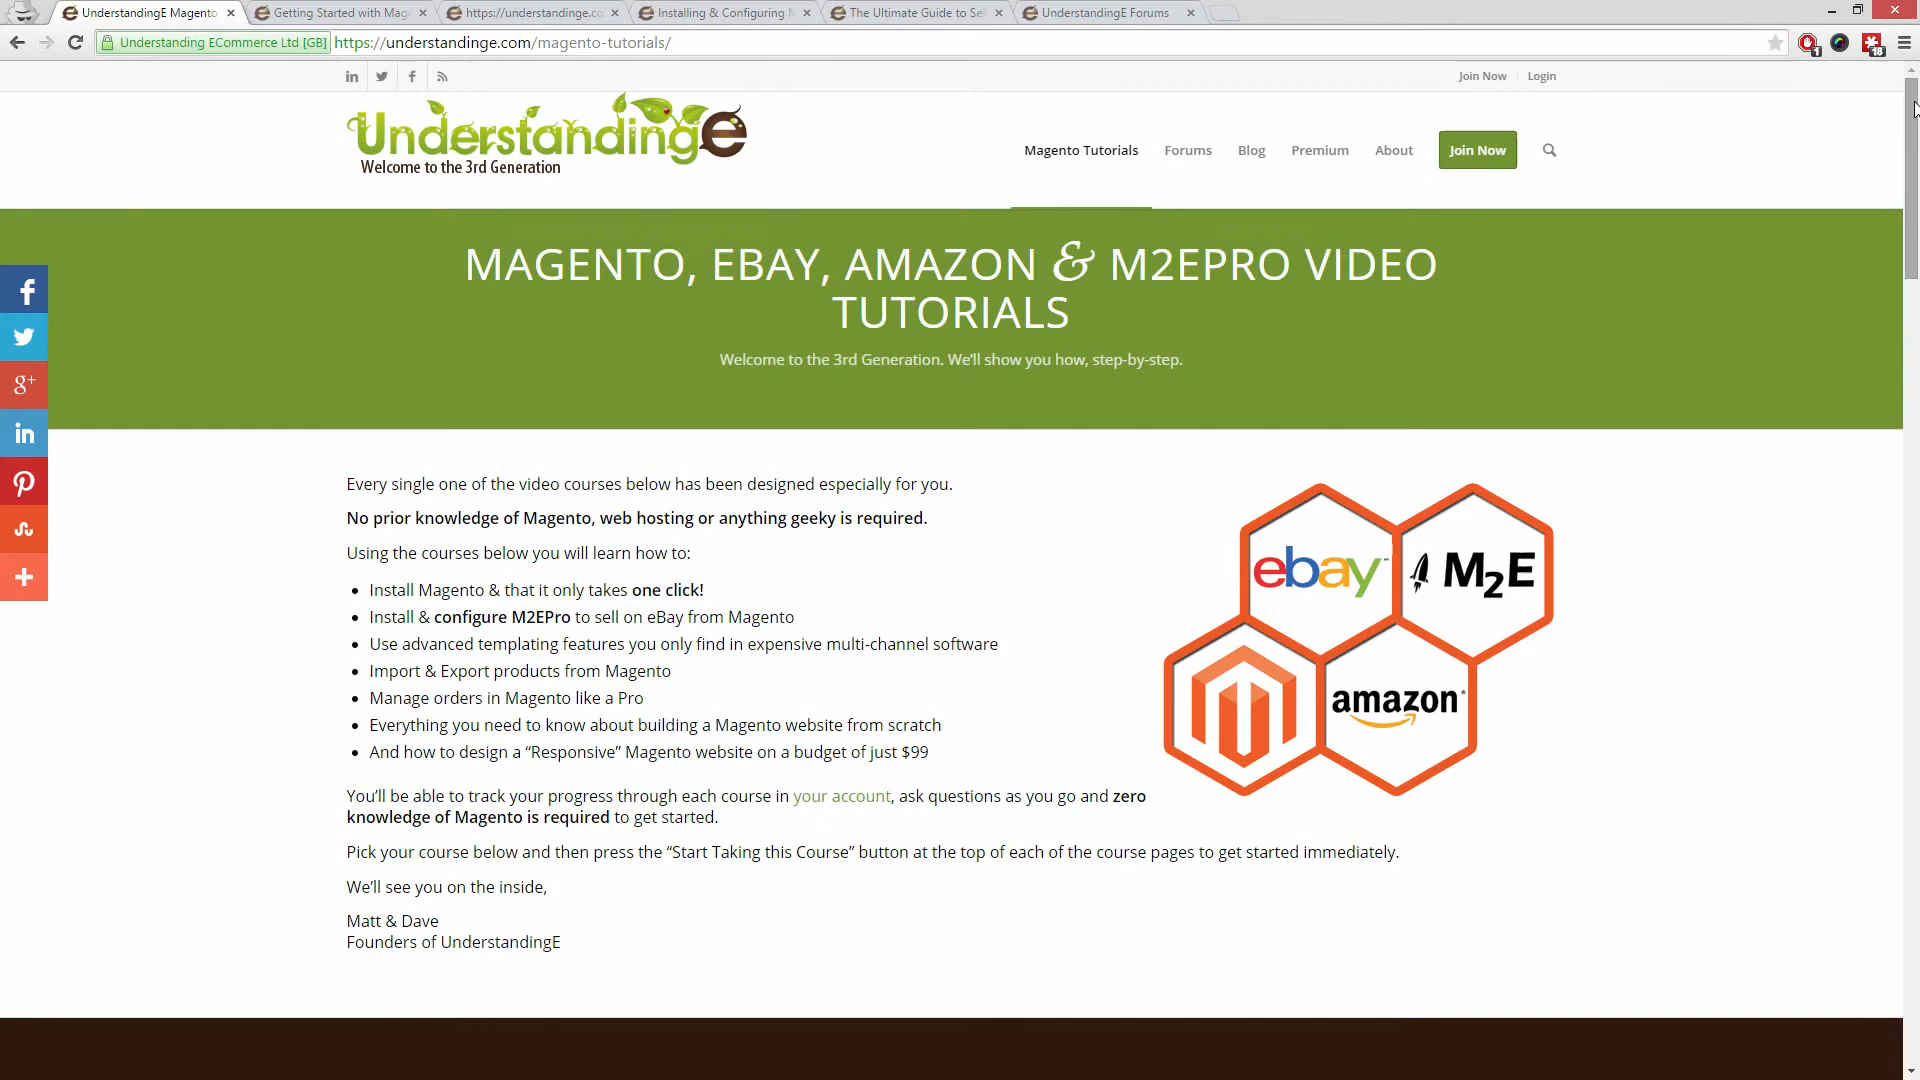 UnderstandingE Magento
Getting Started with Mag
https://understandinge.co
Installing & Configuring M
The Ultimate Guide to Sel
UnderstandingE Forums
Understanding ECommerce Ltd [GB]
https://understandinge.com/magento-tutorials/
1
18
Join Now
Login
UnderstandingE
Welcome to the 3rd Generation
Magento Tutorials
Forums
Blog
Premium
About
Join Now
MAGENTO, EBAY, AMAZON & M2EPRO VIDEO
TUTORIALS
Welcome to the 3rd Generation. We'll show you how, step-by-step.
Every single one of the video courses below has been designed especially for you.
No prior knowledge of Magento, web hosting or anything geeky is required.
Using the courses below you will learn how to:
Install Magento & that it only takes one click!
Install & configure M2EPro to sell on eBay from Magento
Use advanced templating features you only find in expensive multi-channel software
Import & Export products from Magento
Manage orders in Magento like a Pro
Everything you need to know about building a Magento website from scratch
And how to design a “Responsive” Magento website on a budget of just $99
ebay™
M2E
amazon
You'll be able to track your progress through each course in your account, ask questions as you go and zero
knowledge of Magento is required to get started.
Pick your course below and then press the “Start Taking this Course” button at the top of each of the course pages to get started immediately.
We'll see you on the inside,
Matt & Dave
Founders of UnderstandingE